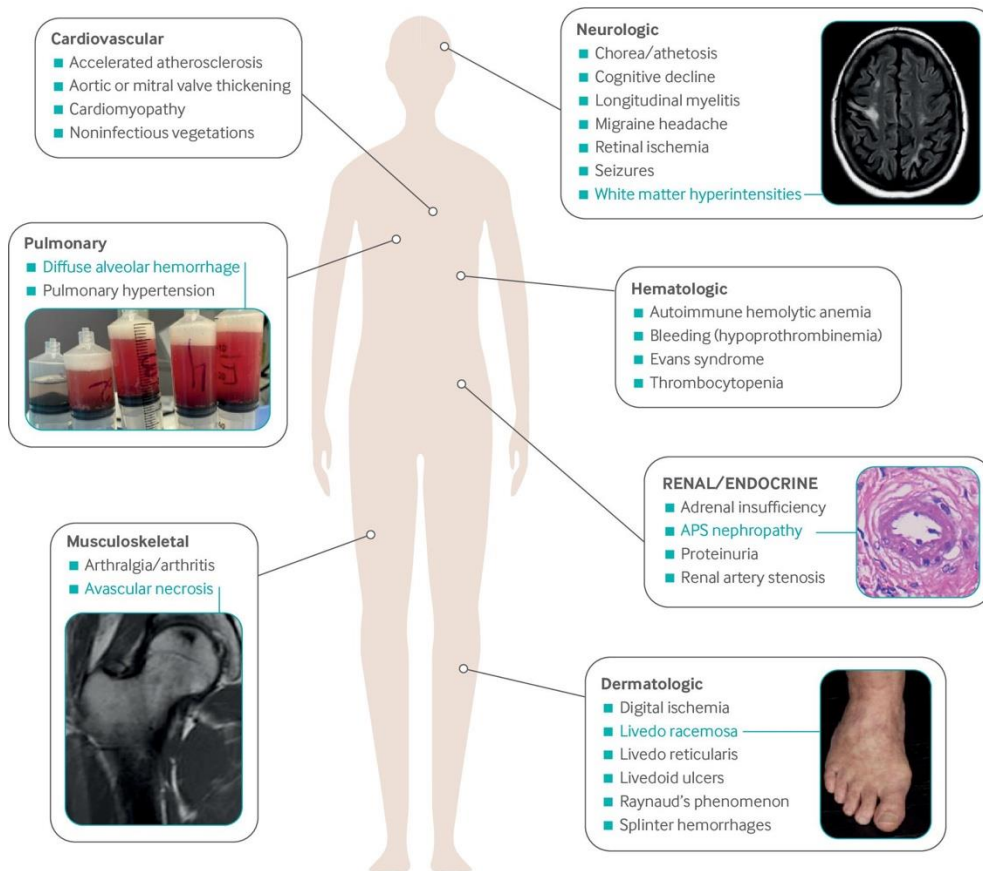 Cardiovascular
Accelerated atherosclerosis
Aortic or mitral valve thickening
Cardiomyopathy
Noninfectious vegetations
Neurologic
Chorea/athetosis
Cognitive decline
Longitudinal myelitis
Migraine headache
Retinal ischemia
Seizures
White matter hyperintensities
Pulmonary
Diffuse alveolar hemorrhage
Pulmonary hypertension
Hematologic
Autoimmune hemolytic anemia
Bleeding (hypoprothrombinemia)
Evans syndrome
Thrombocytopenia
RENAL/ENDOCRINE
Adrenal insufficiency
APS nephropathy
Proteinuria
Renal artery stenosis
Musculoskeletal
Arthralgia/arthritis
Avascular necrosis
Dermatologic
Digital ischemia
Livedo racemosa
Livedo reticularis
Livedoid ulcers
Raynaud's phenomenon
Splinter hemorrhages